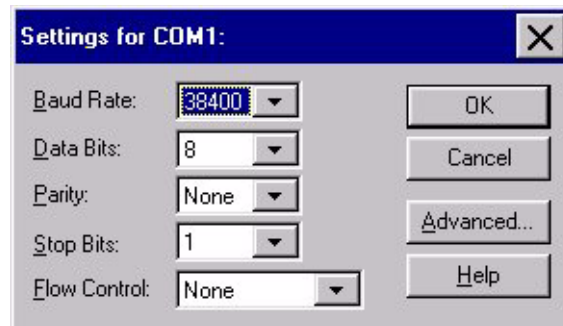 Settings for COM1:
Baud Rate: 38400 OK
Data Bits: 8 Cancel
Parity: None
Advanced...
Stop Bits: 1
Help
Flow Control: None